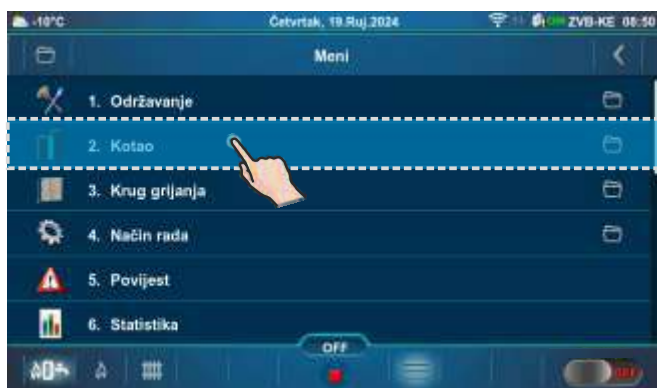 -10°C Četvrtak, 19.Ruj.2024 ZVB-KE 08:50
Meni
1. Održavanje
2. Kotao
3. Krug grijanja
4. Način rada
5. Povijest
6. Statistika
OFF
OFF